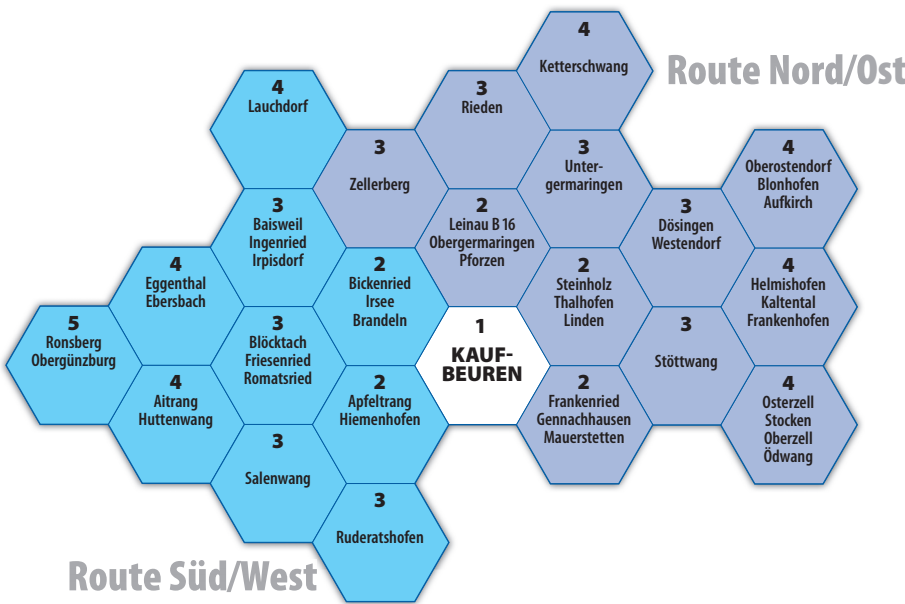 4
Ketterschwang
Route Nord/Ost
4
Lauchdorf
3
Rieden
3
Zellerberg
3
Unter-
germaringen
4
Oberostendorf
Blonhofen
Aufkirch
3
Baisweil
Ingenried
Irpisdorf
2
Leinau B 16
Obergermaringen
Pforzen
3
Dösingen
Westendorf
4
Eggenthal
Ebersbach
2
Bickenried
Irsee
Brandeln
2
Steinholz
Thalhofen
Linden
4
Helmishofen
Kaltental
Frankenhofen
5
Ronsberg
Obergünzburg
3
Blöcktach
Friesenried
Romatsried
1
KAUF-
BEUREN
3
Stöttwang
4
Aitrang
Huttenwang
2
Apfeltrang
Hiemenhofen
2
Frankenried
Gennachhausen
Mauerstetten
4
Osterzell
Stocken
Oberzell
Ödwang
3
Salenwang
3
Ruderatshofen
Route Süd/West